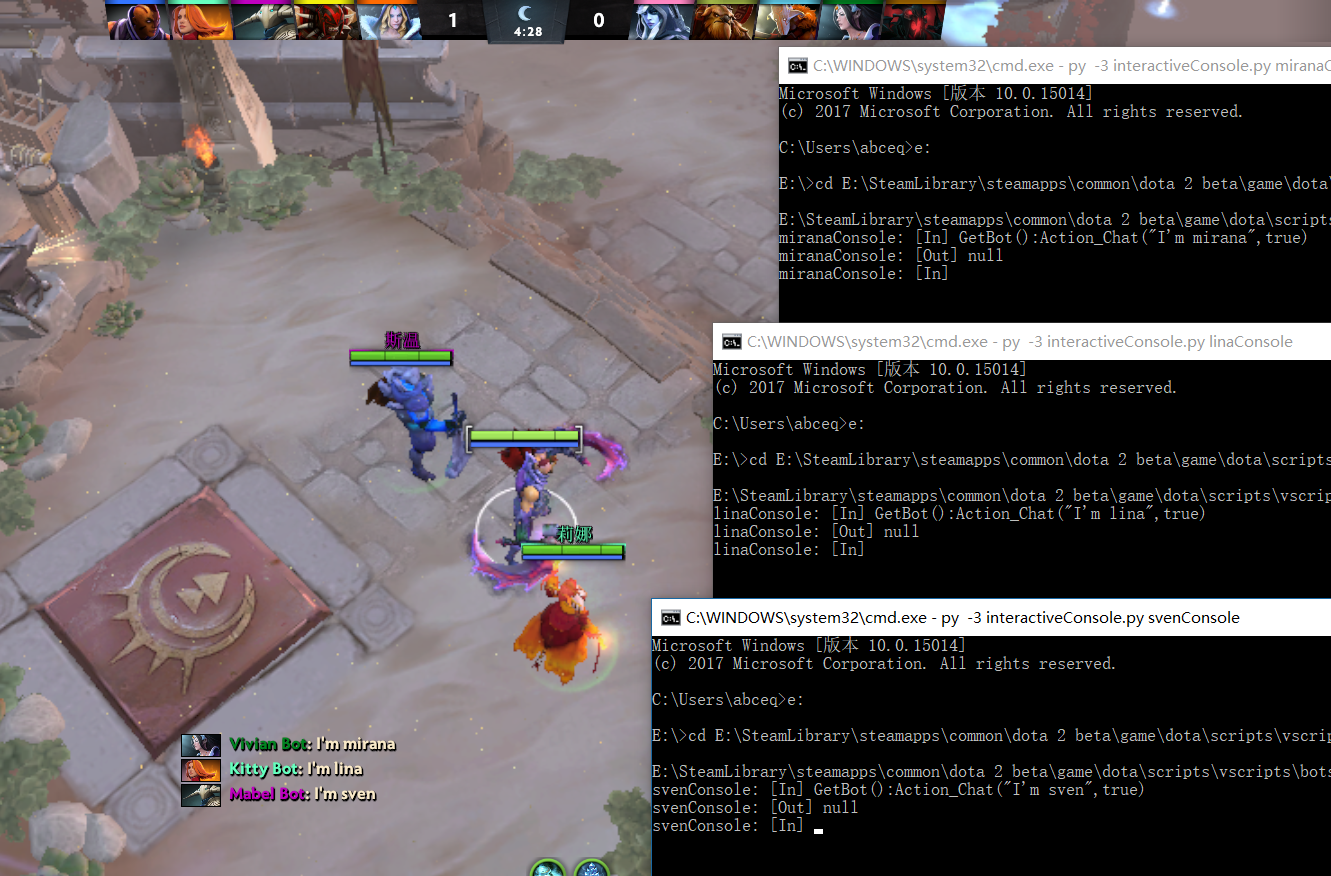 1
4:28
0
C:\WINDOWS\system32\cmd.exe - py -3 interactiveConsole.py miranaC
Microsoft Windows [版本 10.0.15014]
(c) 2017 Microsoft Corporation. All rights reserved.
C:\Users\abceq>e:
E:\>cd E:\SteamLibrary\steamapps\common\dota 2 beta\game\dota\
E:\SteamLibrary\steamapps\common\dota 2 beta\game\dota\scripts
miranaConsole: [In] GetBot():Action_Chat("I'm mirana",true)
miranaConsole: [Out] null
miranaConsole: [In]
C:\WINDOWS\system32\cmd.exe - py -3 interactiveConsole.py linaConsole
Microsoft Windows [版本 10.0.15014]
(c) 2017 Microsoft Corporation. All rights reserved.
C:\Users\abceq>e:
E:\>cd E:\SteamLibrary\steamapps\common\dota 2 beta\game\dota\scripts
E:\SteamLibrary\steamapps\common\dota 2 beta\game\dota\scripts\vscrip
linaConsole: [In] GetBot():Action_Chat("I'm lina",true)
linaConsole: [Out] null
linaConsole: [In]
C:\WINDOWS\system32\cmd.exe - py -3 interactiveConsole.py svenConsole
Microsoft Windows [版本 10.0.15014]
(c) 2017 Microsoft Corporation. All rights reserved.
C:\Users\abceq>e:
E:\>cd E:\SteamLibrary\steamapps\common\dota 2 beta\game\dota\scripts\vscrip
E:\SteamLibrary\steamapps\common\dota 2 beta\game\dota\scripts\vscripts\bots
svenConsole: [In] GetBot():Action_Chat("I'm sven",true)
svenConsole: [Out] null
svenConsole: [In]
斯温
莉娜
Vivian Bot: I'm mirana
Kitty Bot: I'm lina
Mabel Bot: I'm sven